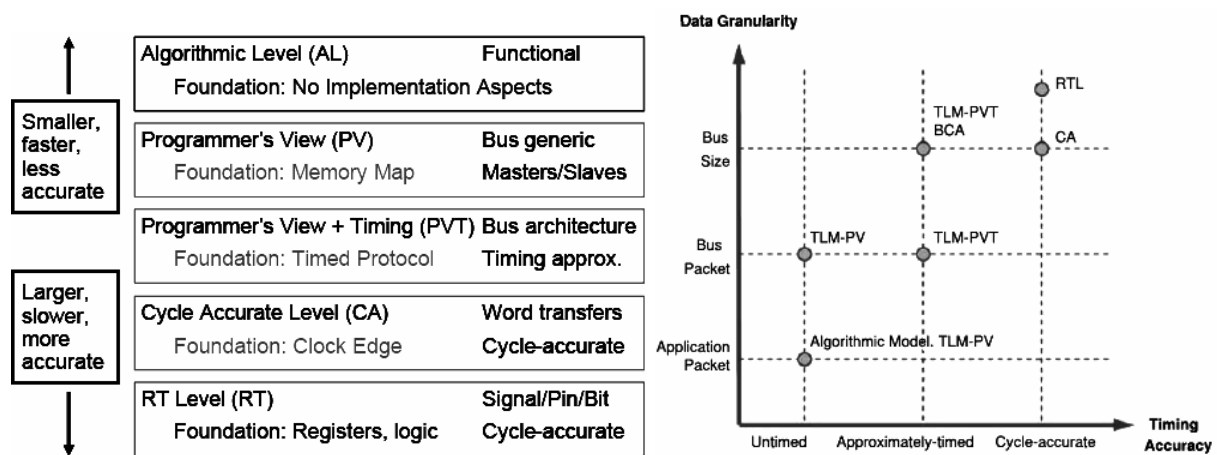 Smaller,
faster,
less
accurate
Larger,
slower,
more
accurate
Algorithmic Level (AL) Functional
Foundation: No Implementation Aspects
Programmer's View (PV) Bus generic
Foundation: Memory Map Masters/Slaves
Programmer's View + Timing (PVT) Bus architecture
Foundation: Timed Protocol Timing approx.
Cycle Accurate Level (CA) Word transfers
Foundation: Clock Edge Cycle-accurate
RT Level (RT) Signal/Pin/Bit
Foundation: Registers, logic Cycle-accurate
Data Granularity
RTL
TLM-PVT
BCA
CA
Bus
Size
TLM-PV
TLM-PVT
Bus
Packet
Algorithmic Model. TLM-PV
Application
Packet
Untimed Approximately-timed Cycle-accurate
Timing
Accuracy